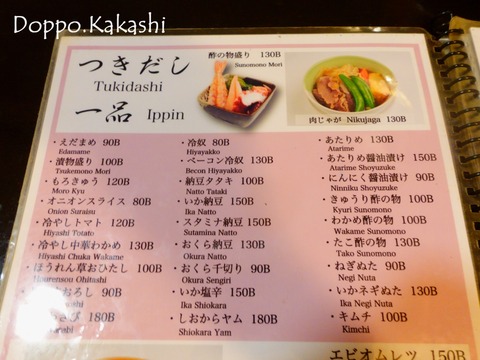 Doppo.Kakashi
つきだし
Tukidashi
一品 Ippin
酢の物盛り 130B
Sunomono Mori
肉じゃが Nikujaga 130B
・えだまめ 90B
Edamame
・漬物盛り 100B
Tsukemono Mori
・もろきゅう 120B
Moro Kyu
・オニオンスライス 80B
Onion Suraisu
・冷やしトマト 120B
Hiyashi Totato
・冷やし中華わかめ 130B
Hiyashi Chuka Wakame
・ほうれん草おひたし 100B
Hourensou Ohitashi
おろし 90B
180B
・冷奴 80B
Hiyayakko
・ベーコン冷奴 130B
Becon Hiyayakko
・納豆タタキ 100B
Natto Tataki
・いか納豆 150B
Ika Natto
・スタミナ納豆 150B
Sutamina Natto
・おくら納豆 130B
Okura Natto
・おくら千切り 90B
Okura Sengiri
・いか塩辛 150B
Ika Shiokara
・しおからヤム 180B
Shiokara Yam
・あたりめ 130B
Atarime
・あたりめ醤油漬け 150B
Atarime Shoyuzuke
・にんにく醤油漬け 90B
Ninniku Shoyuzuke
・きゅうり酢の物 100B
Kyuri Sunomono
・わかめ酢の物 100B
Wakame Sunomono
・たこ酢の物 130B
Tako Sunomono
・ねぎぬた 90B
Negi Nuta
・いかネギぬた 130B
Ika Negi Nuta
・キムチ 100B
Kimchi
エビオムレツ 150B